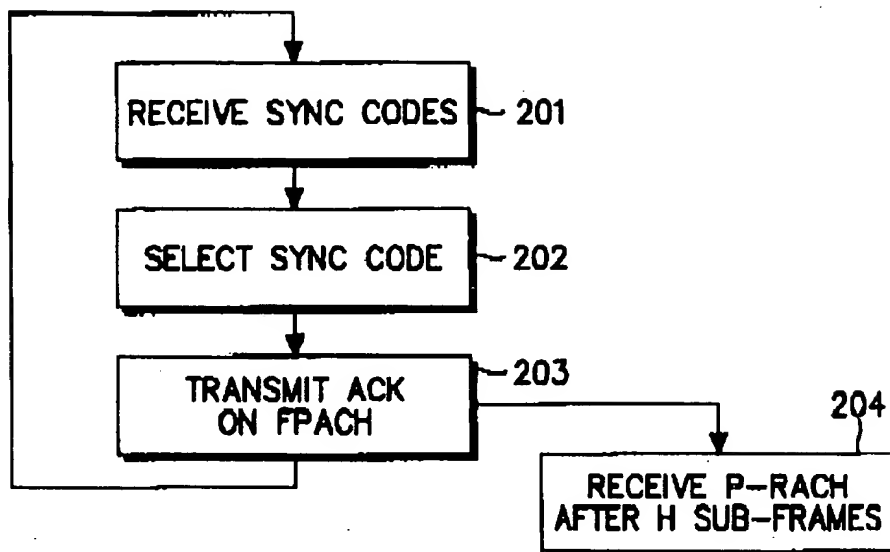 RECEIVE SYNC CODES
201
SELECT SYNC CODE
202
TRANSMIT ACK
ON FPACH
203
204
RECEIVE P-RACH
AFTER H SUB-FRAMES